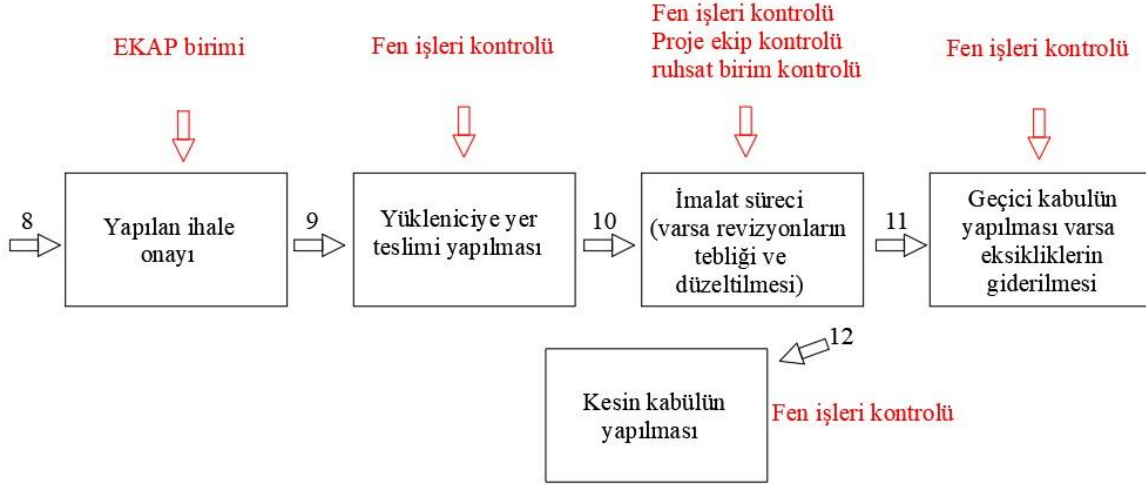 EKAP birimi
Fen işleri kontrolü
Fen işleri kontrolü
Proje ekip kontrolü
ruhsat birim kontrolü
Fen işleri kontrolü
8
Yapılan ihale
onayı
9
Yükleniciye yer
teslimi yapılması
10
İmalat süreci
(varsa revizyonların
tebliği ve
düzeltilmesi)
11
Geçici kabulün
yapılması varsa
eksikliklerin
giderilmesi
12
Kesin kabülün
yapılması
Fen işleri kontrolü